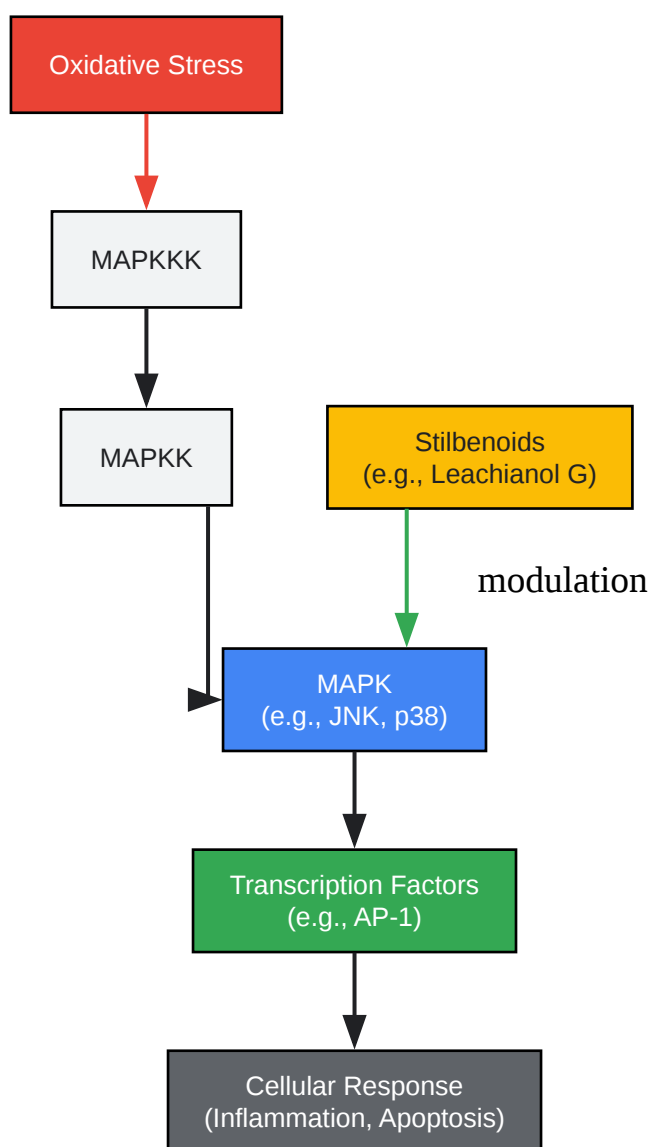 Oxidative Stress
MAPKKK
MAPKK
Stilbenoids
(e.g., Leachianol G)
modulation
MAPK
(e.g., JNK, p38)
Transcription Factors
(e.g., AP-1)
Cellular Response
(Inflammation, Apoptosis)